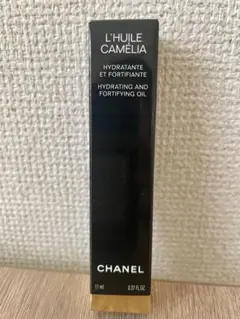 L'HUILE
CAMÉLIA
HYDRATANTE
ET FORTIFIANTE
HYDRATING AND
FORTIFYING OIL
CHANEL
11 ml 0.37 FL. OZ.